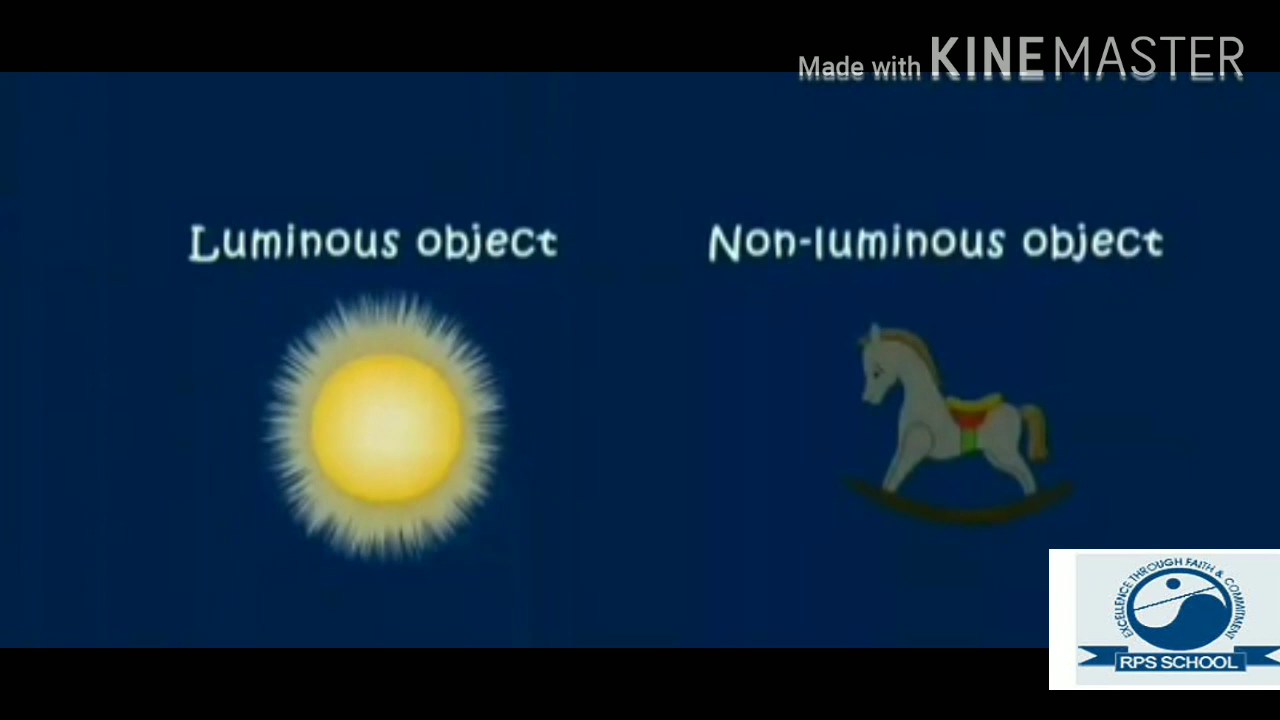 Made with KINEMASTER
Luminous object
Non-luminous object
EXCELLENCE THROUGH FAITH & COMMITMENT
RPS SCHOOL